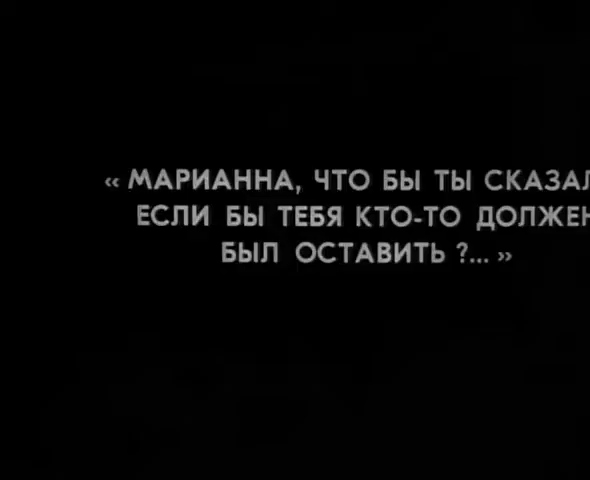 « МАРИАННА, ЧТО БЫ ТЫ СКАЗАЛ
ЕСЛИ БЫ ТЕБЯ КТО-ТО ДОЛЖЕН
БЫЛ ОСТАВИТЬ ?... »